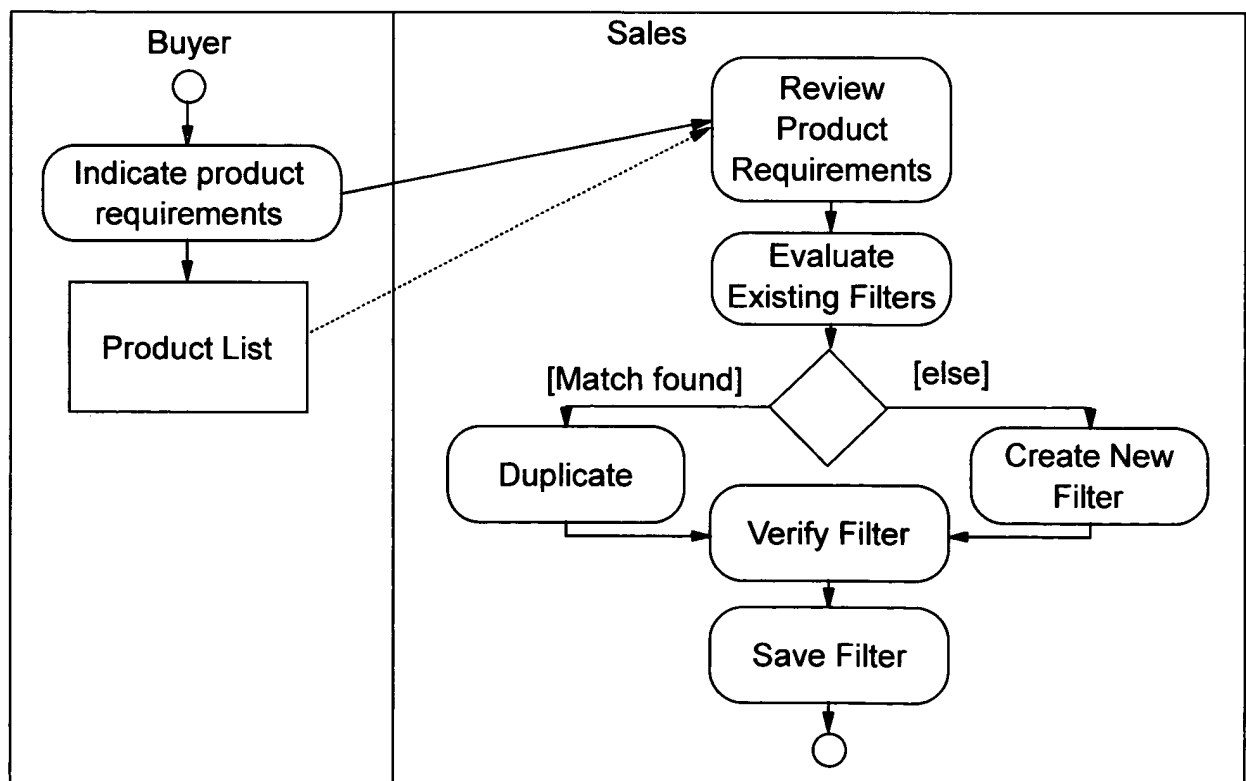 Buyer
Indicate product
requirements
Product List
Sales
Review
Product
Requirements
Evaluate
Existing Filters
[Match found]
[else]
Duplicate
Create New
Filter
Verify Filter
Save Filter